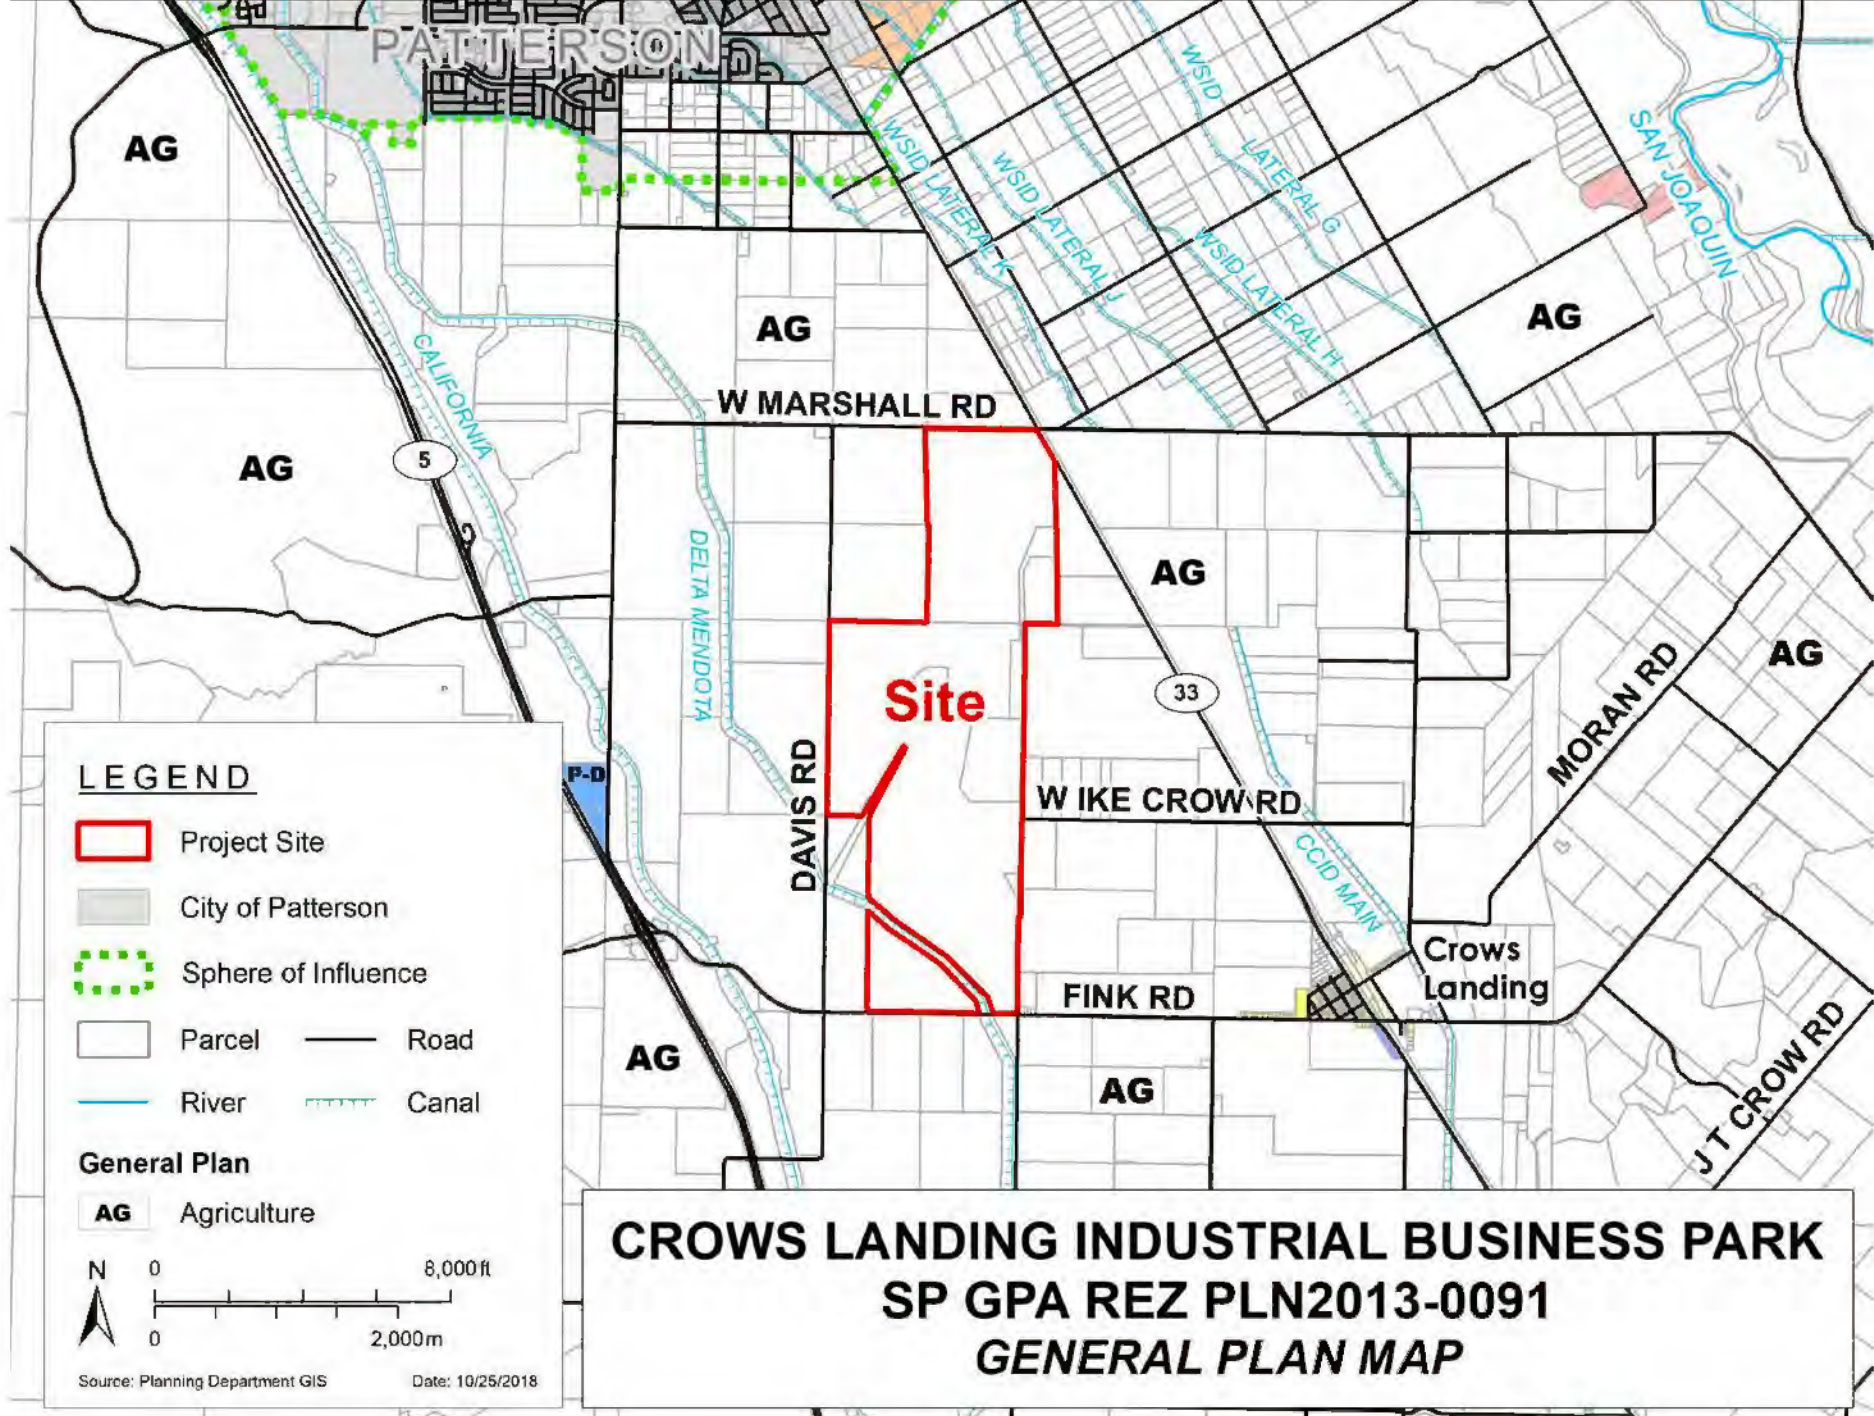 PATTERSON
AG
WSID
LATERAL G
SAN JOAQUIN
WSID LATERAL K
WSID LATERAL J
WSID LATERAL H
AG
AG
CALIFORNIA
W MARSHALL RD
AG
5
DELTA MENDOTA
AG
33
AG
MORAN RD
Site
P-D
DAVIS RD
W IKE CROW RD
CCID MAIN
Crows
Landing
FINK RD
AG
AG
J T CROW RD
LEGEND
Project Site
City of Patterson
Sphere of Influence
Parcel Road
River Canal
General Plan
AG Agriculture
N 0 8,000 ft
0 2,000 m
Source: Planning Department GIS Date: 10/25/2018
CROWS LANDING INDUSTRIAL BUSINESS PARK
SP GPA REZ PLN2013-0091
GENERAL PLAN MAP